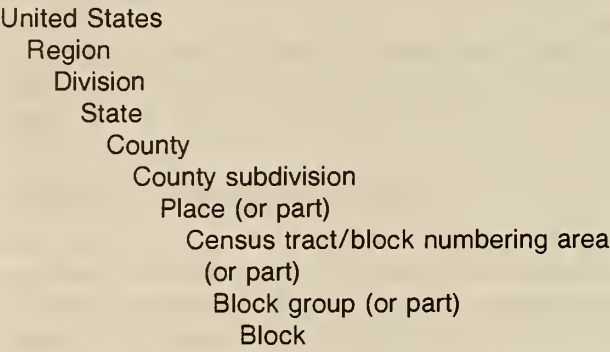 United States
Region
Division
State
County
County subdivision
Place (or part)
Census tract/block numbering area
(or part)
Block group (or part)
Block